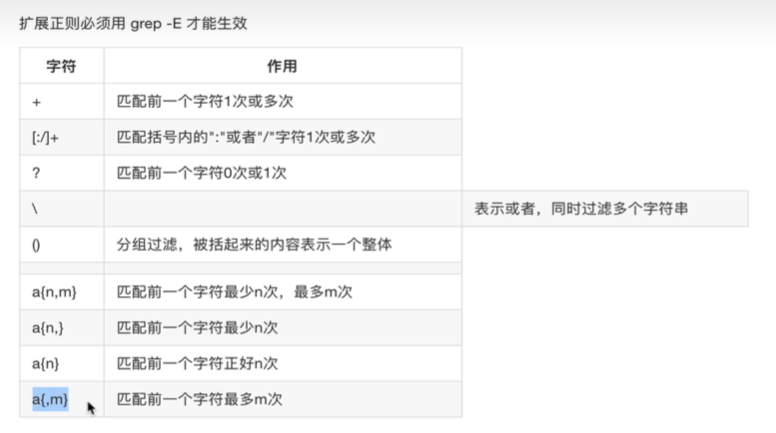 扩展正则必须用 grep -E 才能生效
字符 作用
+ 匹配前一个字符1次或多次
[:/]+ 匹配括号内的":"或者"/"字符1次或多次
? 匹配前一个字符0次或1次
\ 表示或者，同时过滤多个字符串
() 分组过滤，被括起来的内容表示一个整体
a{n,m} 匹配前一个字符最少n次，最多m次
a{n,} 匹配前一个字符最少n次
a{n} 匹配前一个字符正好n次
a{,m} 匹配前一个字符最多m次